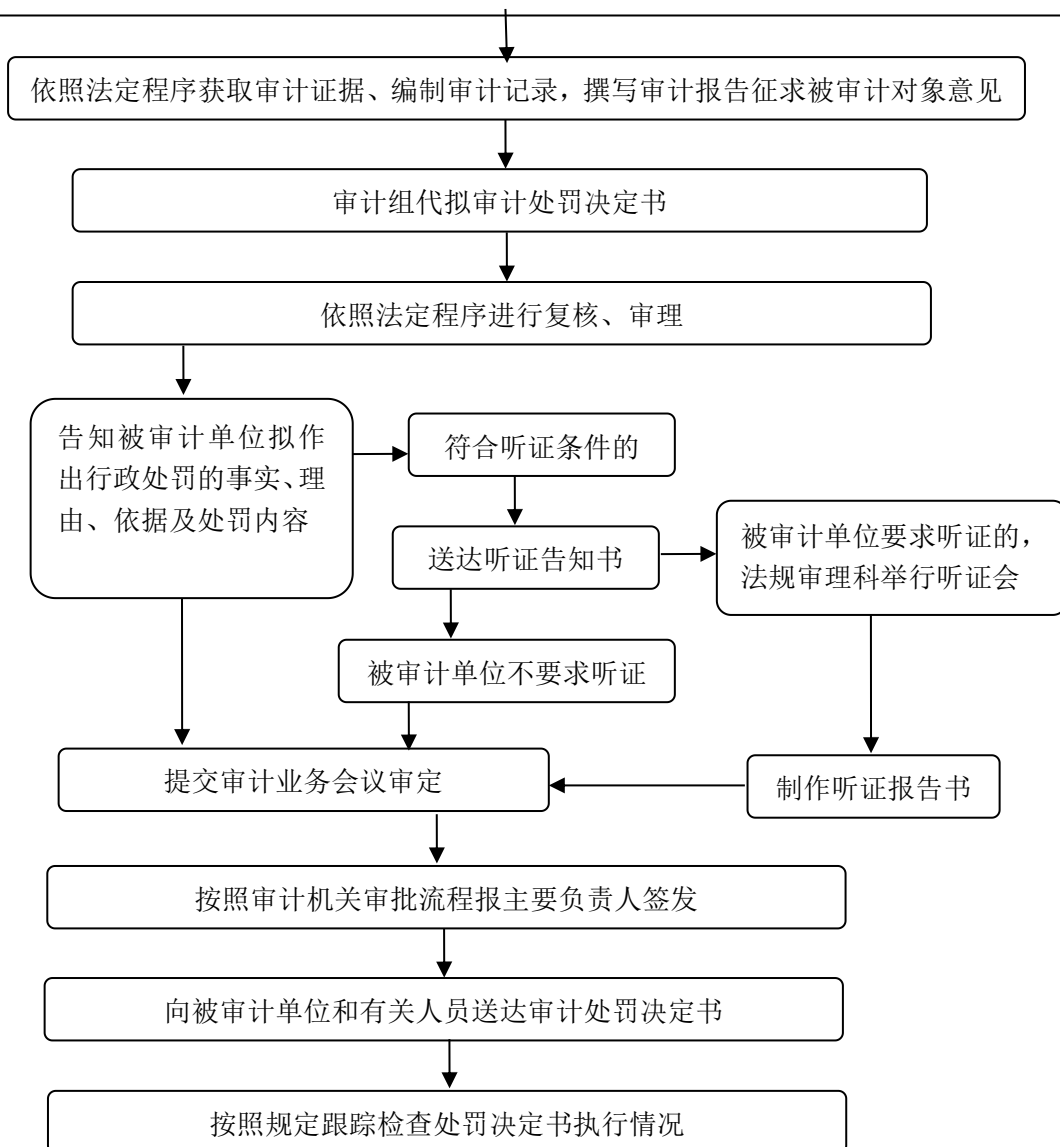 依照法定程序获取审计证据、编制审计记录，撰写审计报告征求被审计对象意见
审计组代拟审计处罚决定书
依照法定程序进行复核、审理
告知被审计单位拟作
出行政处罚的事实、理
由、依据及处罚内容
符合听证条件的
送达听证告知书
被审计单位要求听证的，
法规审理科举行听证会
被审计单位不要求听证
提交审计业务会议审定
制作听证报告书
按照审计机关审批流程报主要负责人签发
向被审计单位和有关人员送达审计处罚决定书
按照规定跟踪检查处罚决定书执行情况